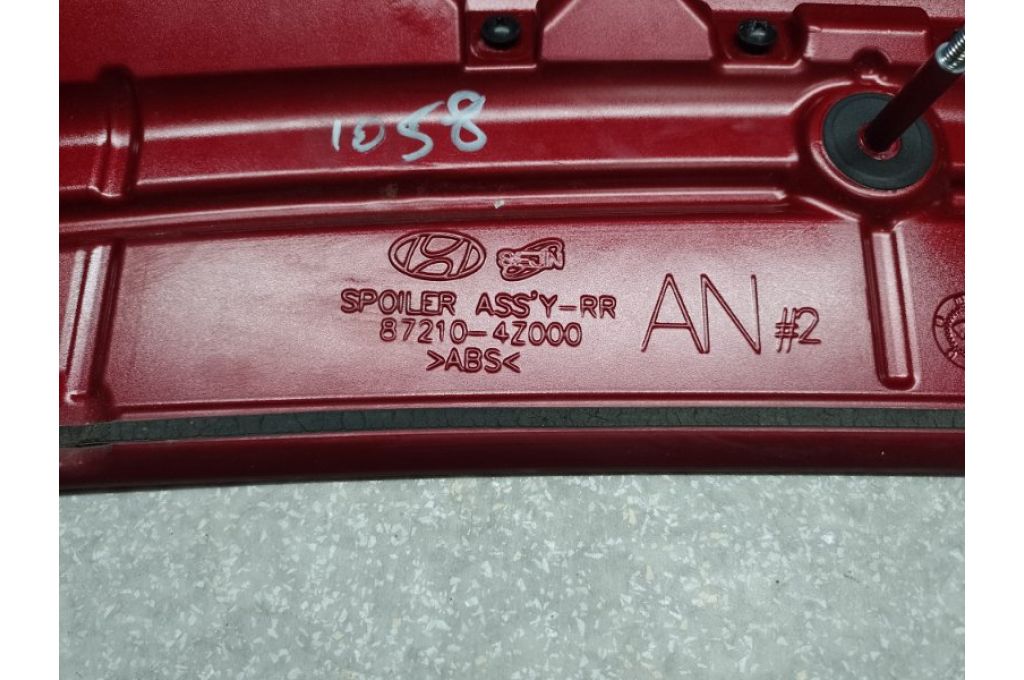 1058
SPOILER ASS'Y-RR
87210-4Z000
>ABS<
AN #2